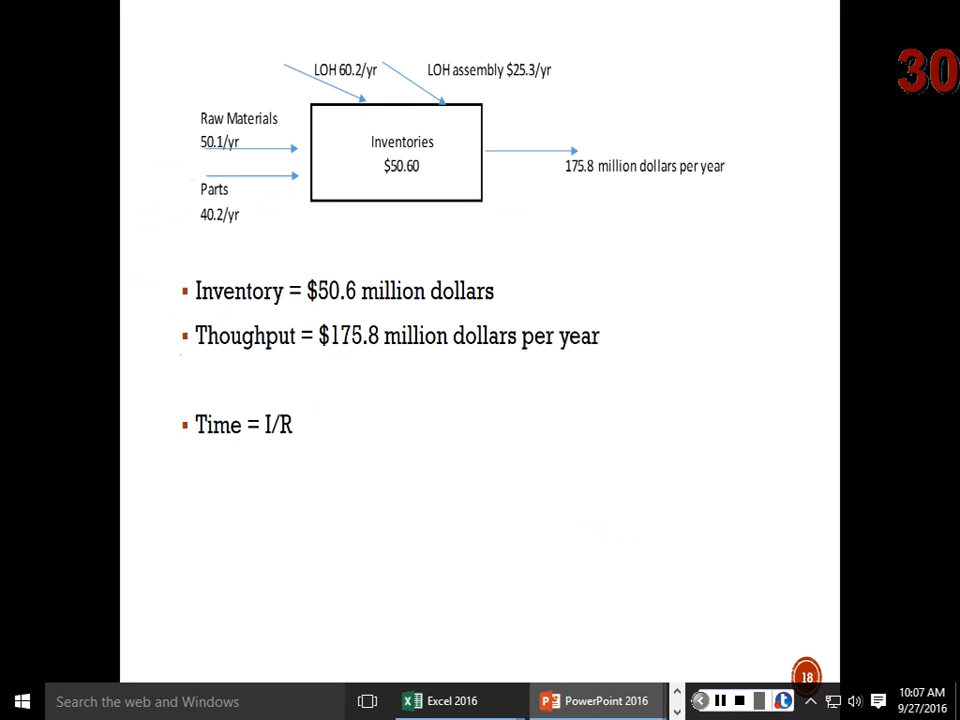 30
LOH 60.2/yr
LOH assembly $25.3/yr
Raw Materials
50.1/yr
Inventories
$50.60
175.8 million dollars per year
Parts
40.2/yr
▪ Inventory = $50.6 million dollars
▪ Thoughput = $175.8 million dollars per year
▪ Time = I/R
18
Search the web and Windows
Excel 2016
PowerPoint 2016
10:07 AM
9/27/2016